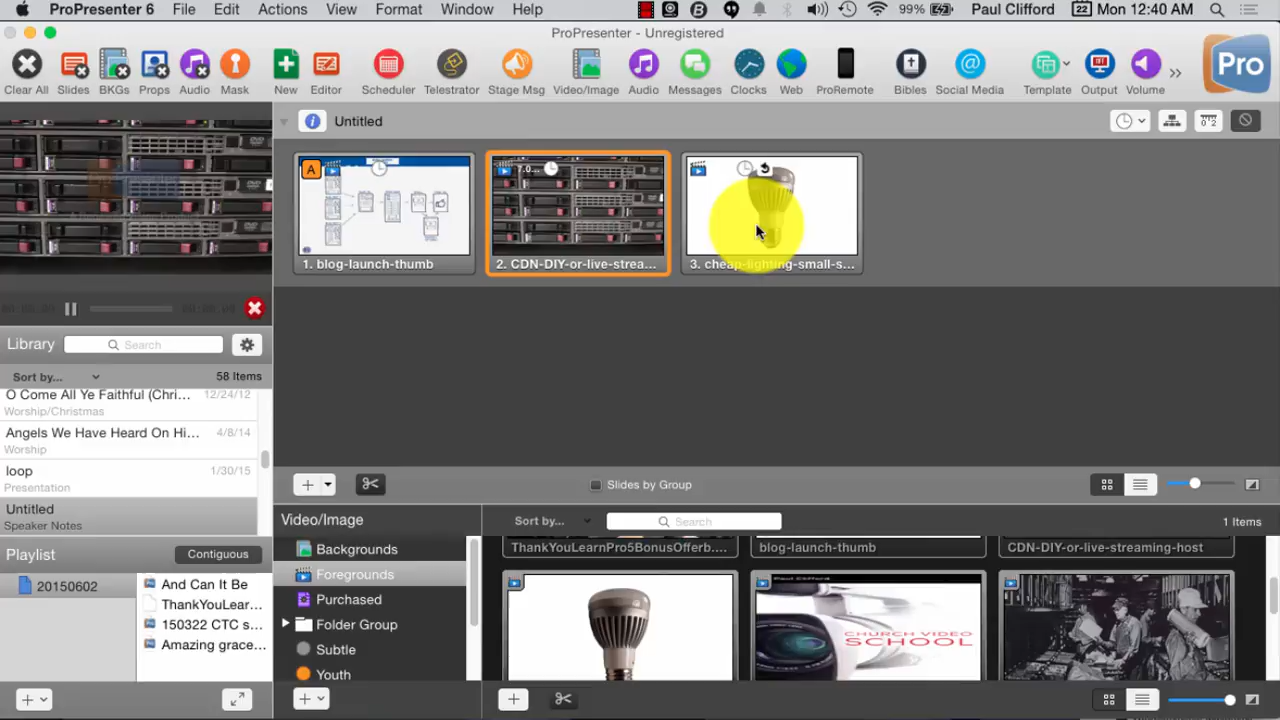 ProPresenter 6 File Edit Actions View Format Window Help 99% Paul Clifford 22 Mon 12:40 AM
ProPresenter - Unregistered
Clear All Slides BKGs Props Audio Mask New Editor Scheduler Telestrator Stage Msg Video/Image Audio Messages Clocks Web ProRemote Bibles Social Media Template Output Volume Pro
Untitled
A 7.0...
1. blog-launch-thumb
2. CDN-DIY-or-live-strea...
3. cheap-lighting-small-s...
Library Search
Sort by... 58 Items
O Come All Ye Faithful (Chri... 12/24/12
Worship/Christmas
Angels We Have Heard On Hi... 4/8/14
Worship
loop 1/30/15
Presentation
Untitled
Speaker Notes
Slides by Group
Playlist Contiguous
20150602
And Can It Be
ThankYouLear...
150322 CTC s...
Amazing grace...
Video/Image
Backgrounds
Foregrounds
Purchased
Folder Group
Subtle
Youth
Sort by... Search 1 Items
ThankYouLearnPro5BonusOfferb....
blog-launch-thumb
CDN-DIY-or-live-streaming-host
Paul Clifford
CHURCH VIDEO
SCHOOL